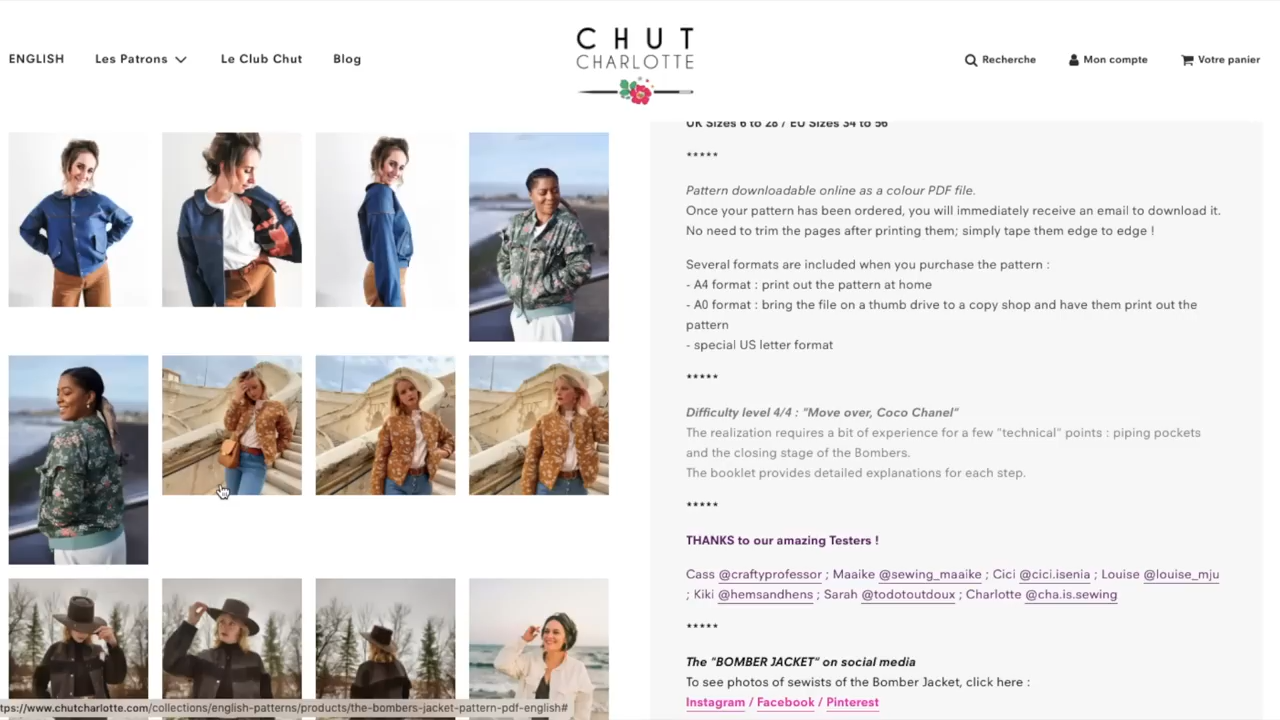 ENGLISH
Les Patrons
Le Club Chut
Blog
CHUT
CHARLOTTE
Recherche
Mon compte
Votre panier
UK Sizes 6 to 28 / EU Sizes 34 to 56
*****
Pattern downloadable online as a colour PDF file.
Once your pattern has been ordered, you will immediately receive an email to download it.
No need to trim the pages after printing them; simply tape them edge to edge !
Several formats are included when you purchase the pattern :
- A4 format : print out the pattern at home
- A0 format : bring the file on a thumb drive to a copy shop and have them print out the
pattern
- special US letter format
*****
Difficulty level 4/4 : "Move over, Coco Chanel"
The realization requires a bit of experience for a few "technical" points : piping pockets
and the closing stage of the Bombers.
The booklet provides detailed explanations for each step.
*****
THANKS to our amazing Testers !
Cass @craftyprofessor ; Maaike @sewing_maaike ; Cici @cici.isenia ; Louise @louise_mju
; Kiki @hemsandhens ; Sarah @todotoutdoux ; Charlotte @cha.is.sewing
*****
The "BOMBER JACKET" on social media
To see photos of sewists of the Bomber Jacket, click here :
Instagram / Facebook / Pinterest
tps://www.chutcharlotte.com/collections/english-patterns/products/the-bombers-jacket-pattern-pdf-english#